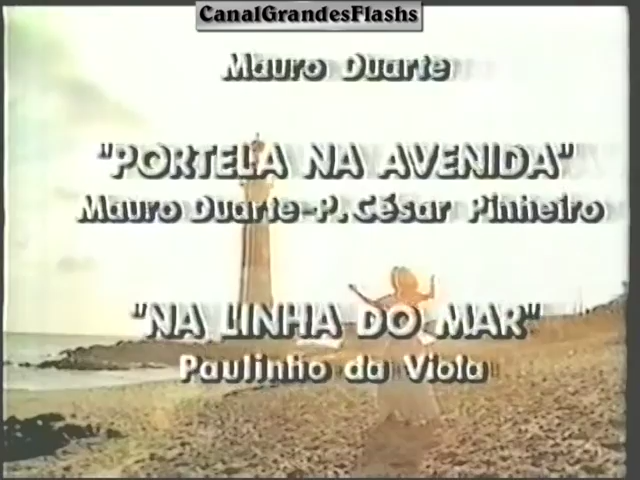 CanalGrandesFlashs
Mauro Duarte
"PORTELA NA AVENIDA"
Mauro Duarte-P. César Pinheiro
"NA LINHA DO MAR"
Paulinho da Viola